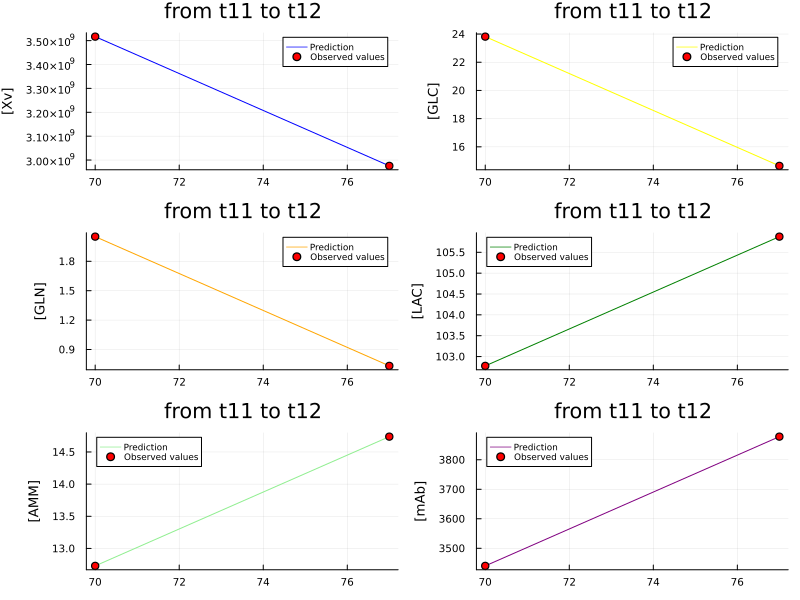 from t11 to t12
[Xv]
3.50×10⁹
3.40×10⁹
3.30×10⁹
3.20×10⁹
3.10×10⁹
3.00×10⁹
Prediction
Observed values
70 72 74 76
from t11 to t12
[GLC]
24
22
20
18
16
Prediction
Observed values
70 72 74 76
from t11 to t12
[GLN]
1.8
1.5
1.2
0.9
Prediction
Observed values
70 72 74 76
from t11 to t12
[LAC]
105.5
105.0
104.5
104.0
103.5
103.0
Prediction
Observed values
70 72 74 76
from t11 to t12
[AMM]
14.5
14.0
13.5
13.0
Prediction
Observed values
70 72 74 76
from t11 to t12
[mAb]
3800
3700
3600
3500
Prediction
Observed values
70 72 74 76